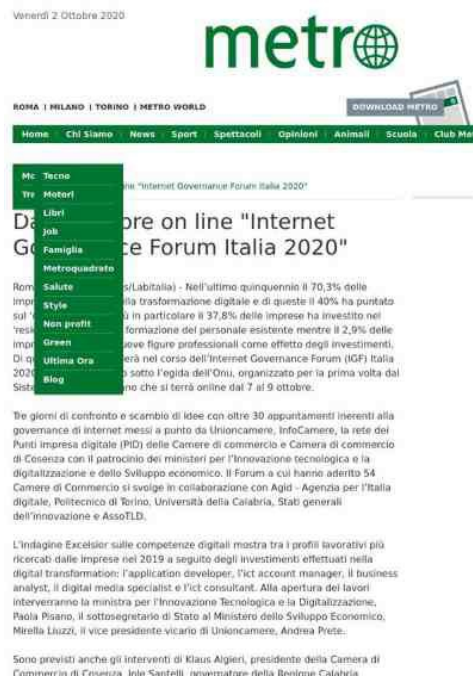 Venerdì 2 Ottobre 2020
metro
ROMA | MILANO | TORINO | METRO WORLD
DOWNLOAD METRO
Home Chi Siamo News Sport Spettacoli Opinioni Animali Scuola Club
Tecno
Motori
Libri
Job
Famiglia
Metroquadrato
Salute
Style
Non profit
Green
Ultima Ora
Blog
"Internet Governance Forum Italia 2020"
on line "Internet
Forum Italia 2020"
/Labitalia) - Nell'ultimo quinquennio il 70,3% delle
trasformazione digitale e di queste il 40% ha puntato
sul in particolare il 37,8% delle imprese ha investito nel
formazione del personale esistente mentre il 2,9% delle
figure professionali come effetto degli investimenti.
nel corso dell'Internet Governance Forum (IGF) Italia
sotto l'egida dell'Onu, organizzato per la prima volta dal
che si terrà online dal 7 al 9 ottobre.
Tre giorni di confronto e scambio di idee con oltre 30 appuntamenti inerenti alla
governance di internet messi a punto da Unioncamere, InfoCamere, la rete dei
Punti impresa digitale (PID) delle Camere di commercio e Camera di commercio
di Cosenza con il patrocinio dei ministeri per l'Innovazione tecnologica e la
digitalizzazione e dello Sviluppo economico. Il Forum a cui hanno aderito 54
Camere di Commercio si svolge in collaborazione con Agid - Agenzia per l'Italia
digitale, Politecnico di Torino, Università della Calabria, Stati generali
dell'innovazione e AssoTLD.
L'indagine Excelsior sulle competenze digitali mostra tra i profili lavorativi più
ricercati dalle imprese nel 2019 a seguito degli investimenti effettuati nella
digital transformation: l'application developer, l'ict account manager, il business
analyst, il digital media specialist e l'ict consultant. Alla apertura dei lavori
interverranno la ministra per l'Innovazione Tecnologica e la Digitalizzazione,
Paola Pisano, il sottosegretario di Stato al Ministero dello Sviluppo Economico,
Mirella Liuzzi, il vice presidente vicario di Unioncamere, Andrea Prete.
Sono previsti anche gli interventi di Klaus Algieri, presidente della Camera di
Commercio di Cosenza, Jole Santelli, governatore della Regione Calabria,